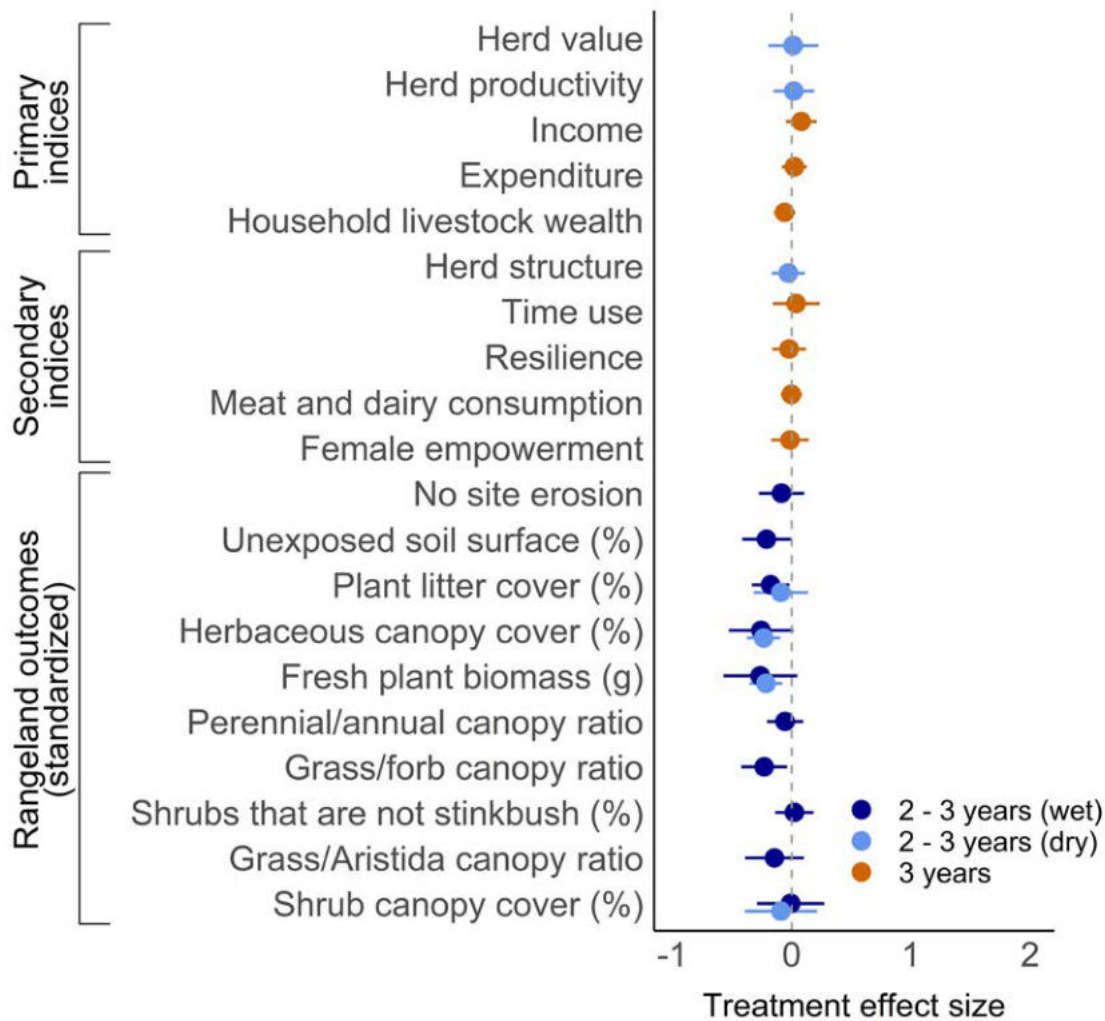 Primary
indices
Herd value
Herd productivity
Income
Expenditure
Household livestock wealth
Secondary
indices
Herd structure
Time use
Resilience
Meat and dairy consumption
Female empowerment
Rangeland outcomes
(standardized)
No site erosion
Unexposed soil surface (%)
Plant litter cover (%)
Herbaceous canopy cover (%)
Fresh plant biomass (g)
Perennial/annual canopy ratio
Grass/forb canopy ratio
Shrubs that are not stinkbush (%)
Grass/Aristida canopy ratio
Shrub canopy cover (%)
2 - 3 years (wet)
2 - 3 years (dry)
3 years
-1 0 1 2
Treatment effect size